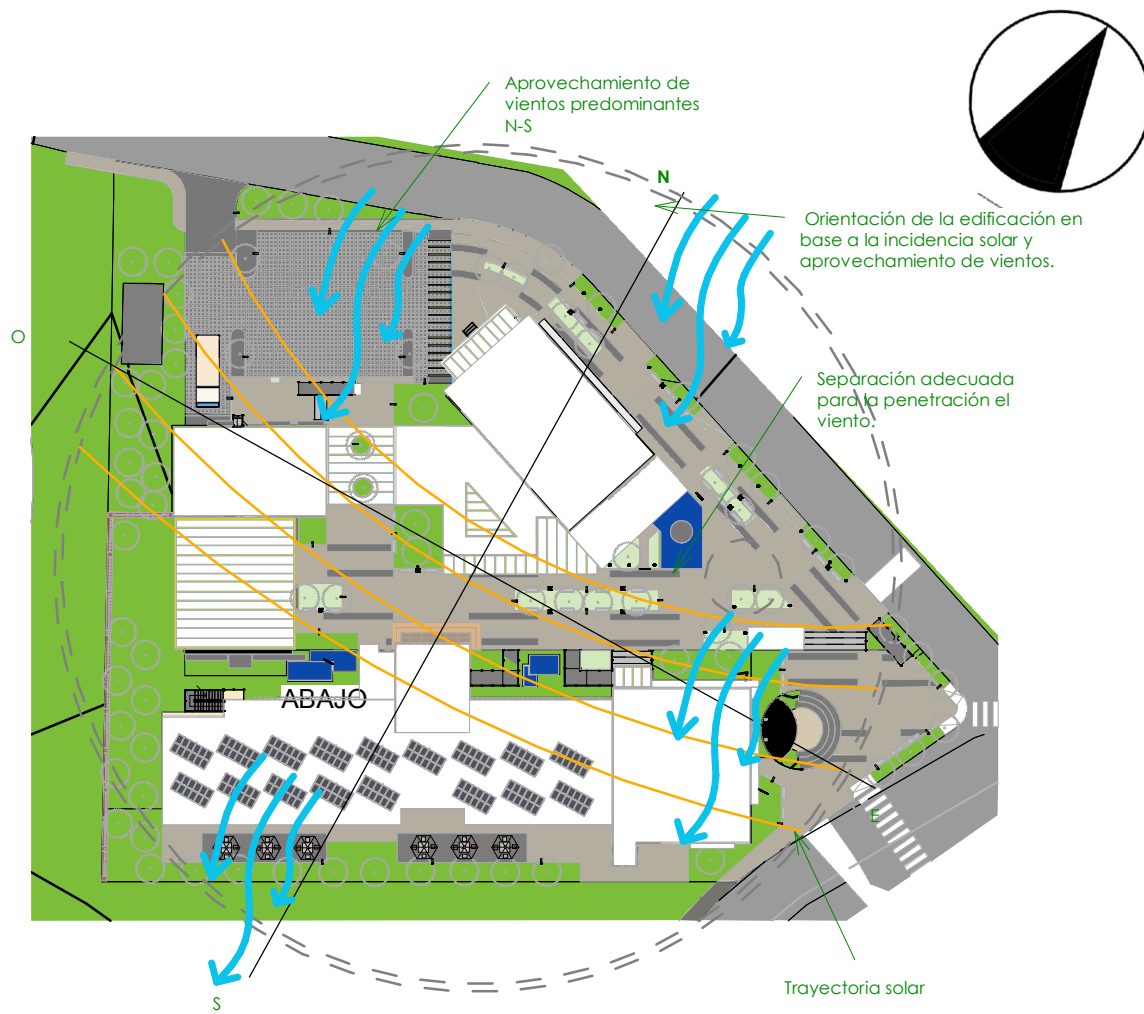 Aprovechamiento de
vientos predominantes
N-S
N
Orientación de la edificación en
base a la incidencia solar y
aprovechamiento de vientos.
O
Separación adecuada
para la penetración el
viento.
ABAJO
E
Trayectoria solar
S